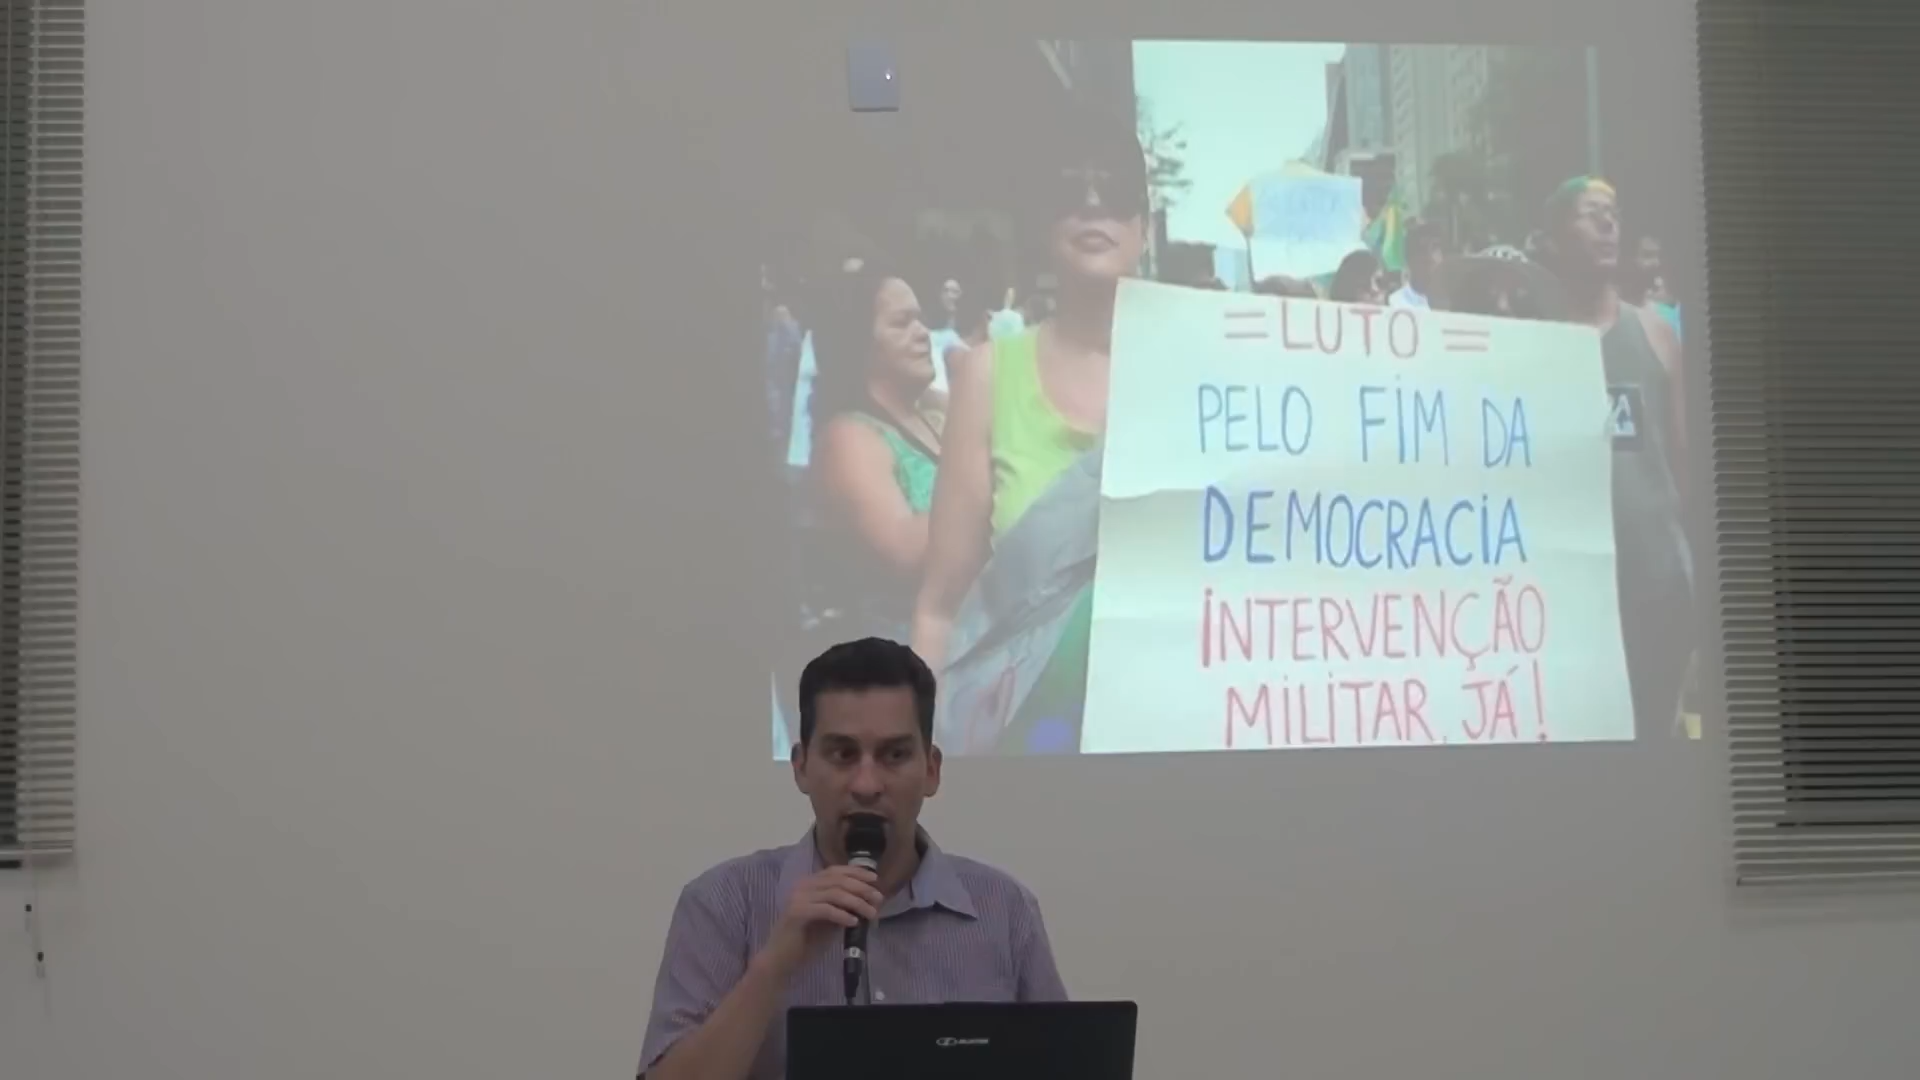 =LUTO=
PELO FIM DA
DEMOCRACIA
INTERVENÇÃO
MILITAR, JÁ!